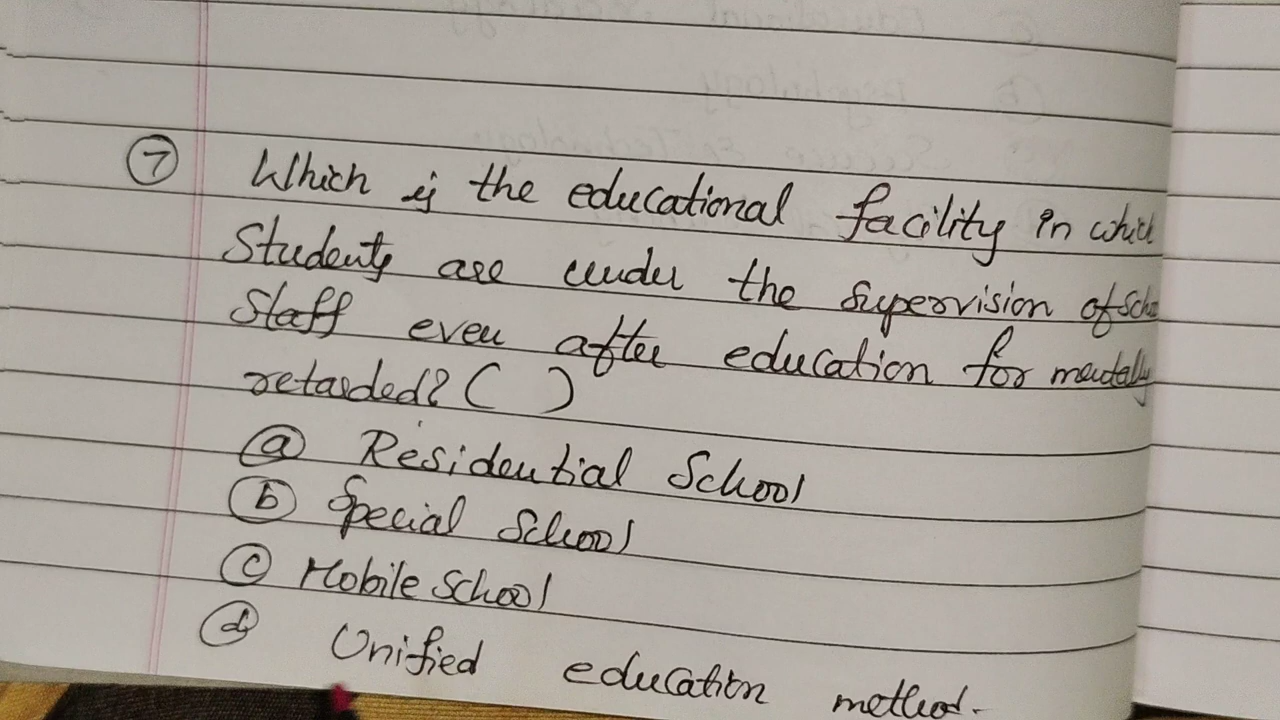 ⑦ Which is the educational facility in which
Students are under the supervision of Scho
Staff even after education for mentally
retarded? ( )
ⓐ Residential School
ⓑ Special School
ⓒ Mobile School
ⓓ Unified education method.